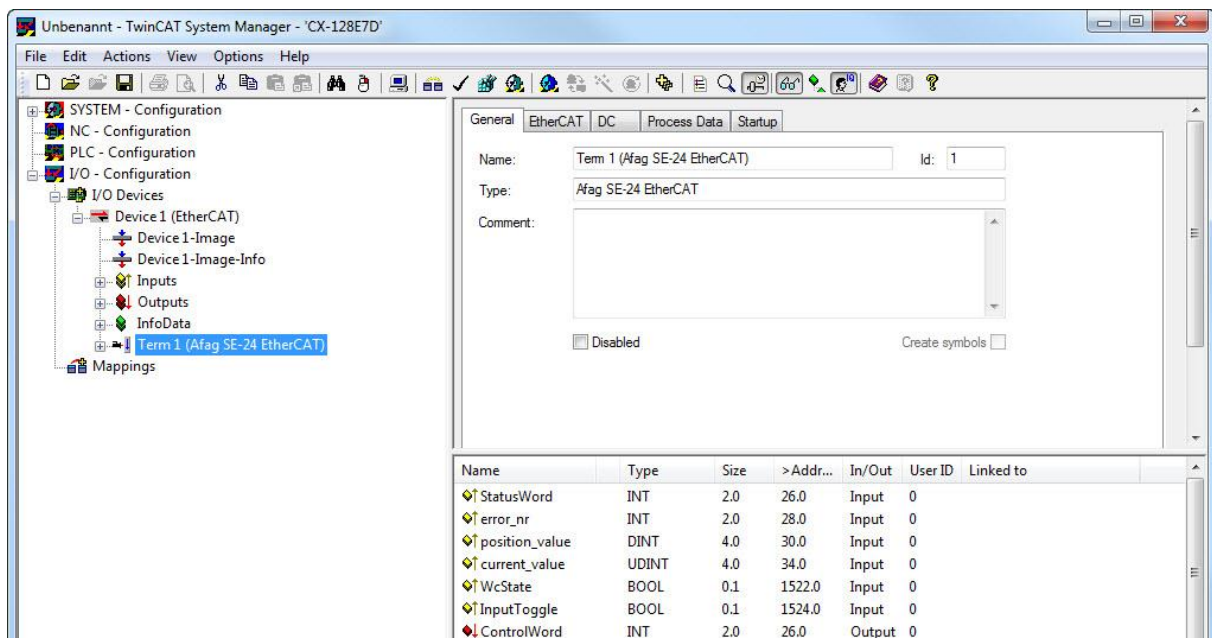 Unbenannt - TwinCAT System Manager - 'CX-128E7D'
File Edit Actions View Options Help
SYSTEM - Configuration
NC - Configuration
PLC - Configuration
I/O - Configuration
I/O Devices
Device 1 (EtherCAT)
Device 1-Image
Device 1-Image-Info
Inputs
Outputs
InfoData
Term 1 (Afag SE-24 EtherCAT)
Mappings
General EtherCAT DC Process Data Startup
Name: Term 1 (Afag SE-24 EtherCAT) Id: 1
Type: Afag SE-24 EtherCAT
Comment:
Disabled Create symbols
Name Type Size >Addr... In/Out User ID Linked to
StatusWord INT 2.0 26.0 Input 0
error_nr INT 2.0 28.0 Input 0
position_value DINT 4.0 30.0 Input 0
current_value UDINT 4.0 34.0 Input 0
WcState BOOL 0.1 1522.0 Input 0
InputToggle BOOL 0.1 1524.0 Input 0
ControlWord INT 2.0 26.0 Output 0